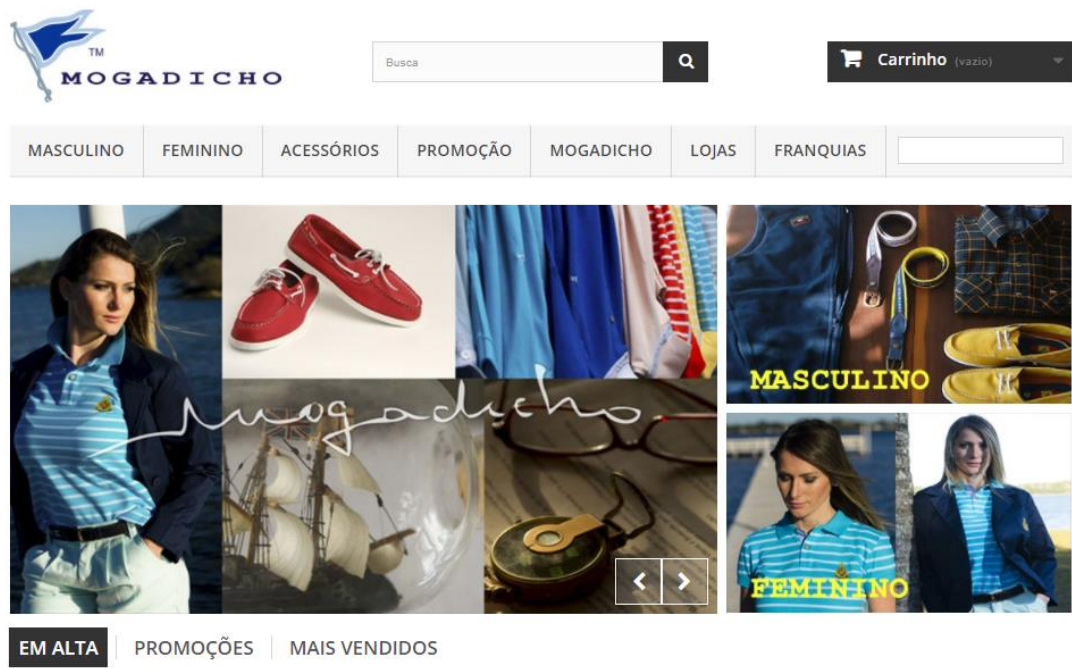 TM
MOGADICHO
Busca
Carrinho (vazio)
MASCULINO FEMININO ACESSÓRIOS PROMOÇÃO MOGADICHO LOJAS FRANQUIAS
mogadicho
MASCULINO
FEMININO
EM ALTA PROMOÇÕES MAIS VENDIDOS